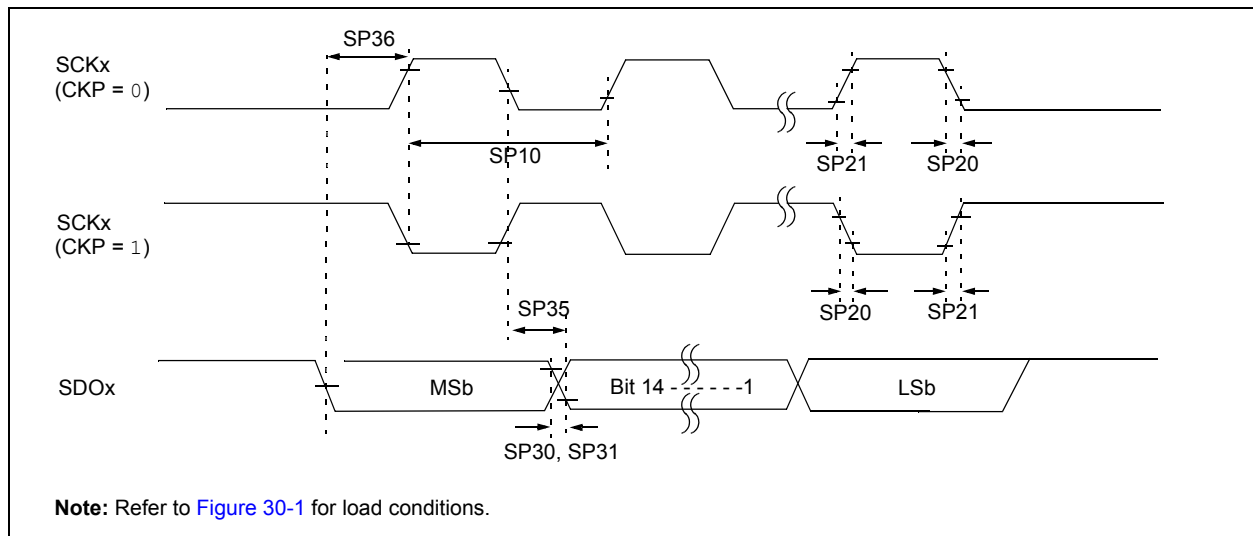 SP36
SCKx
(CKP = 0)
SP10
SP21
SP20
SCKx
(CKP = 1)
SP35
SP20
SP21
SDOx
MSb
Bit 14 - - - - - - -1
LSb
SP30, SP31
Note: Refer to Figure 30-1 for load conditions.